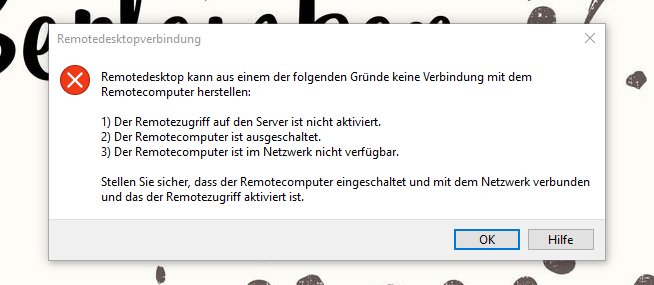 September
Remotedesktopverbindung
Remotedesktop kann aus einem der folgenden Gründe keine Verbindung mit dem
Remotecomputer herstellen:
1) Der Remotezugriff auf den Server ist nicht aktiviert.
2) Der Remotecomputer ist ausgeschaltet.
3) Der Remotecomputer ist im Netzwerk nicht verfügbar.
Stellen Sie sicher, dass der Remotecomputer eingeschaltet und mit dem Netzwerk verbunden
und das der Remotezugriff aktiviert ist.
OK
Hilfe